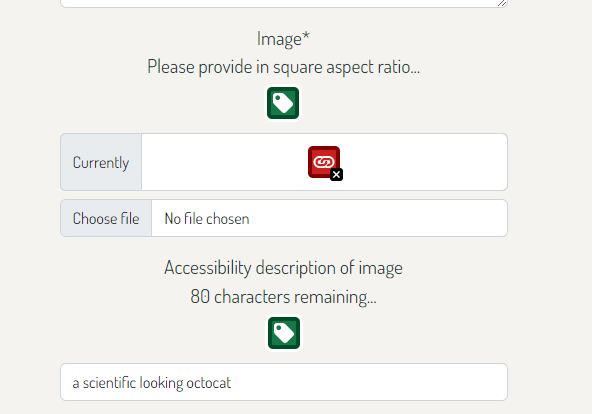 Image*
Please provide in square aspect ratio...
Currently
Choose file No file chosen
Accessibility description of image
80 characters remaining...
a scientific looking octocat